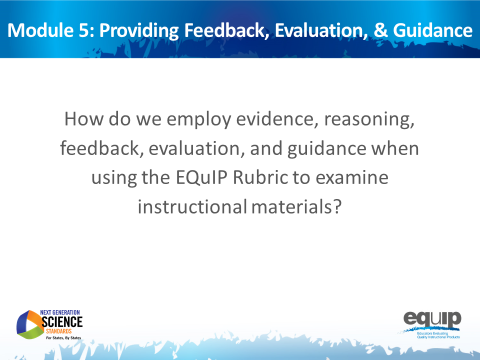 Module 5: Providing Feedback, Evaluation, & Guidance
How do we employ evidence, reasoning,
feedback, evaluation, and guidance when
using the EQuIP Rubric to examine
instructional materials?
NEXT GENERATION
SCIENCE
STANDARDS
For States, By States
equip
Educators Evaluating
Quality Instructional Products